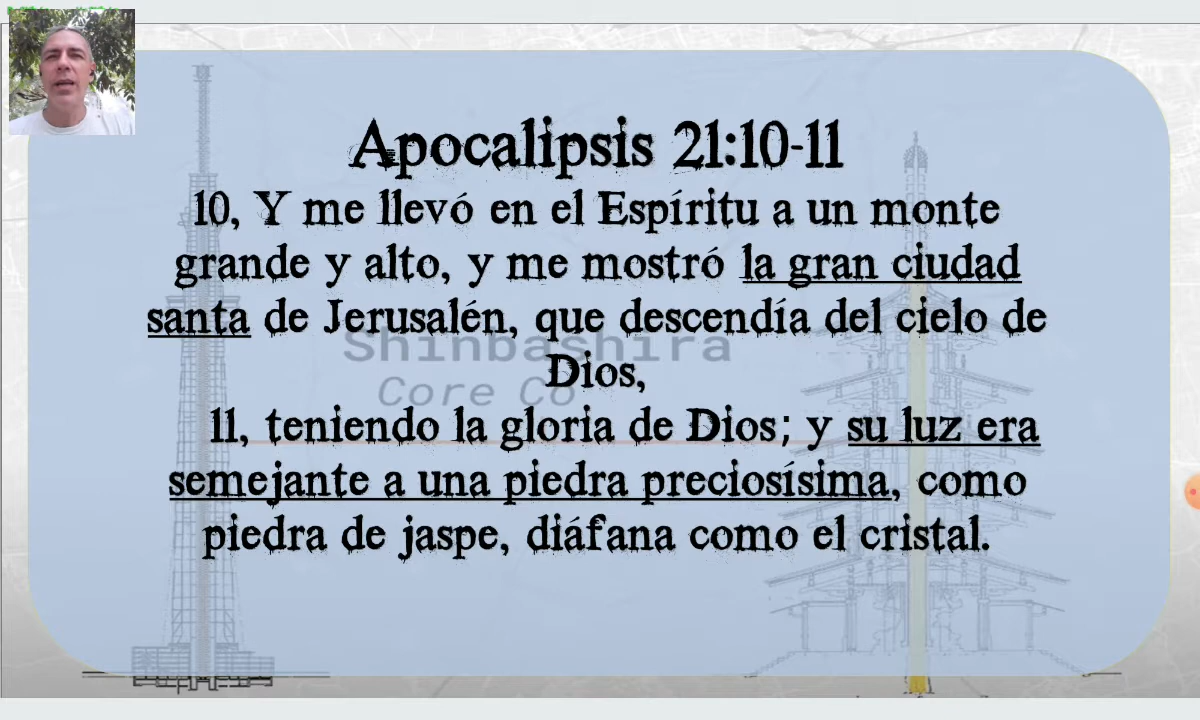 Apocalipsis 21:10-11
10, Y me llevó en el Espíritu a un monte
grande y alto, y me mostró la gran ciudad
santa de Jerusalén, que descendía del cielo de
Shinbashira
Dios,
Core Co
11, teniendo la gloria de Dios; y su luz era
semejante a una piedra preciosísima, como
piedra de jaspe, diáfana como el cristal.